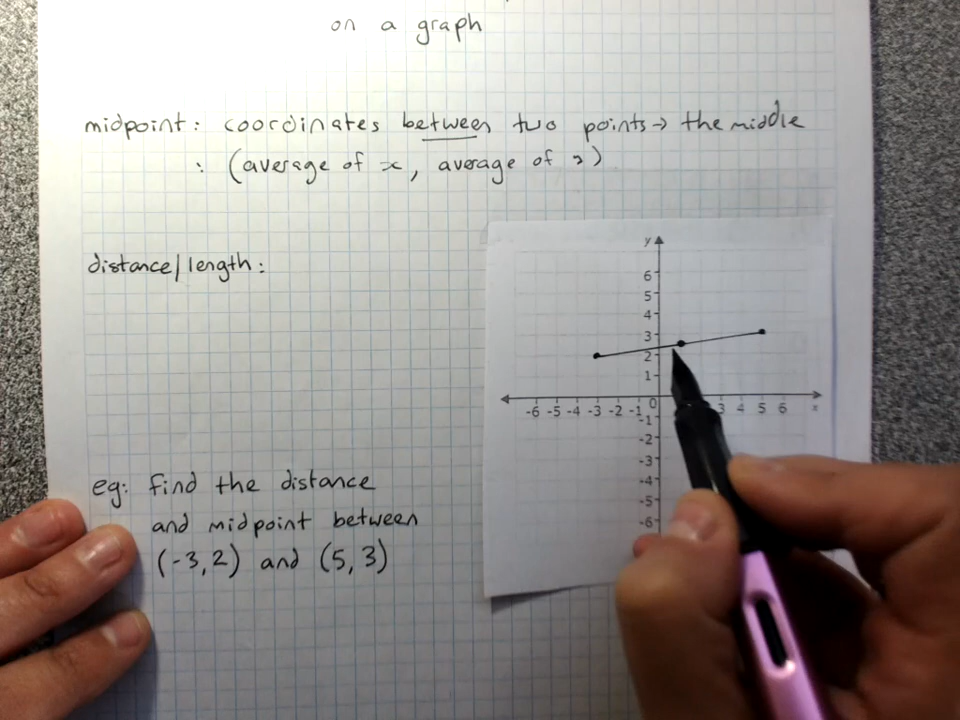 on a graph
midpoint: coordinates between two points → the middle
: (average of x, average of y)
distance/length:
y
6
5
4
3
2
1
-6 -5 -4 -3 -2 -1 0 3 4 5 6 x
-1
-2
-3
-4
-5
-6
eg: find the distance
and midpoint between
(-3,2) and (5,3)